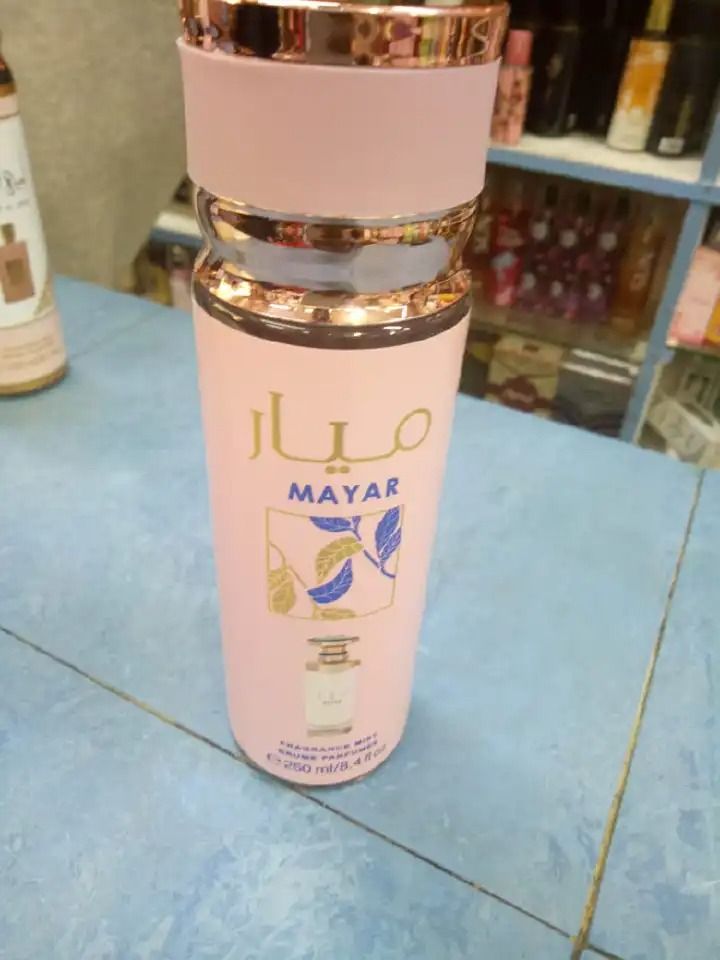 ميار
MAYAR
FRAGRANCE MIST
BRUME PARFUMÉE
℮ 250 ml/8.4 fl oz